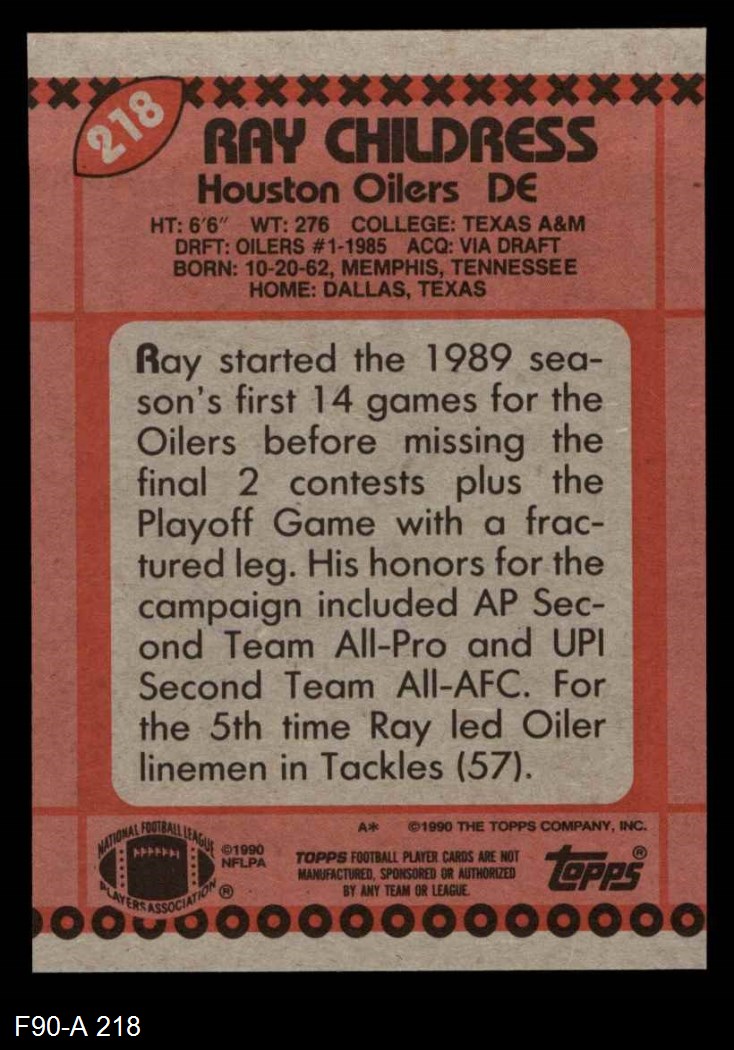 218
RAY CHILDRESS
Houston Oilers DE
HT: 6'6" WT: 276 COLLEGE: TEXAS A&M
DRFT: OILERS #1-1985 ACQ: VIA DRAFT
BORN: 10-20-62, MEMPHIS, TENNESSEE
HOME: DALLAS, TEXAS
Ray started the 1989 sea-
son's first 14 games for the
Oilers before missing the
final 2 contests plus the
Playoff Game with a frac-
tured leg. His honors for the
campaign included AP Sec-
ond Team All-Pro and UPI
Second Team All-AFC. For
the 5th time Ray led Oiler
linemen in Tackles (57).
A* ©1990 THE TOPPS COMPANY, INC.
NATIONAL FOOTBALL LEAGUE
PLAYERS ASSOCIATION ®
©1990
NFLPA
TOPPS FOOTBALL PLAYER CARDS ARE NOT
MANUFACTURED, SPONSORED OR AUTHORIZED
BY ANY TEAM OR LEAGUE.
topps®
F90-A 218